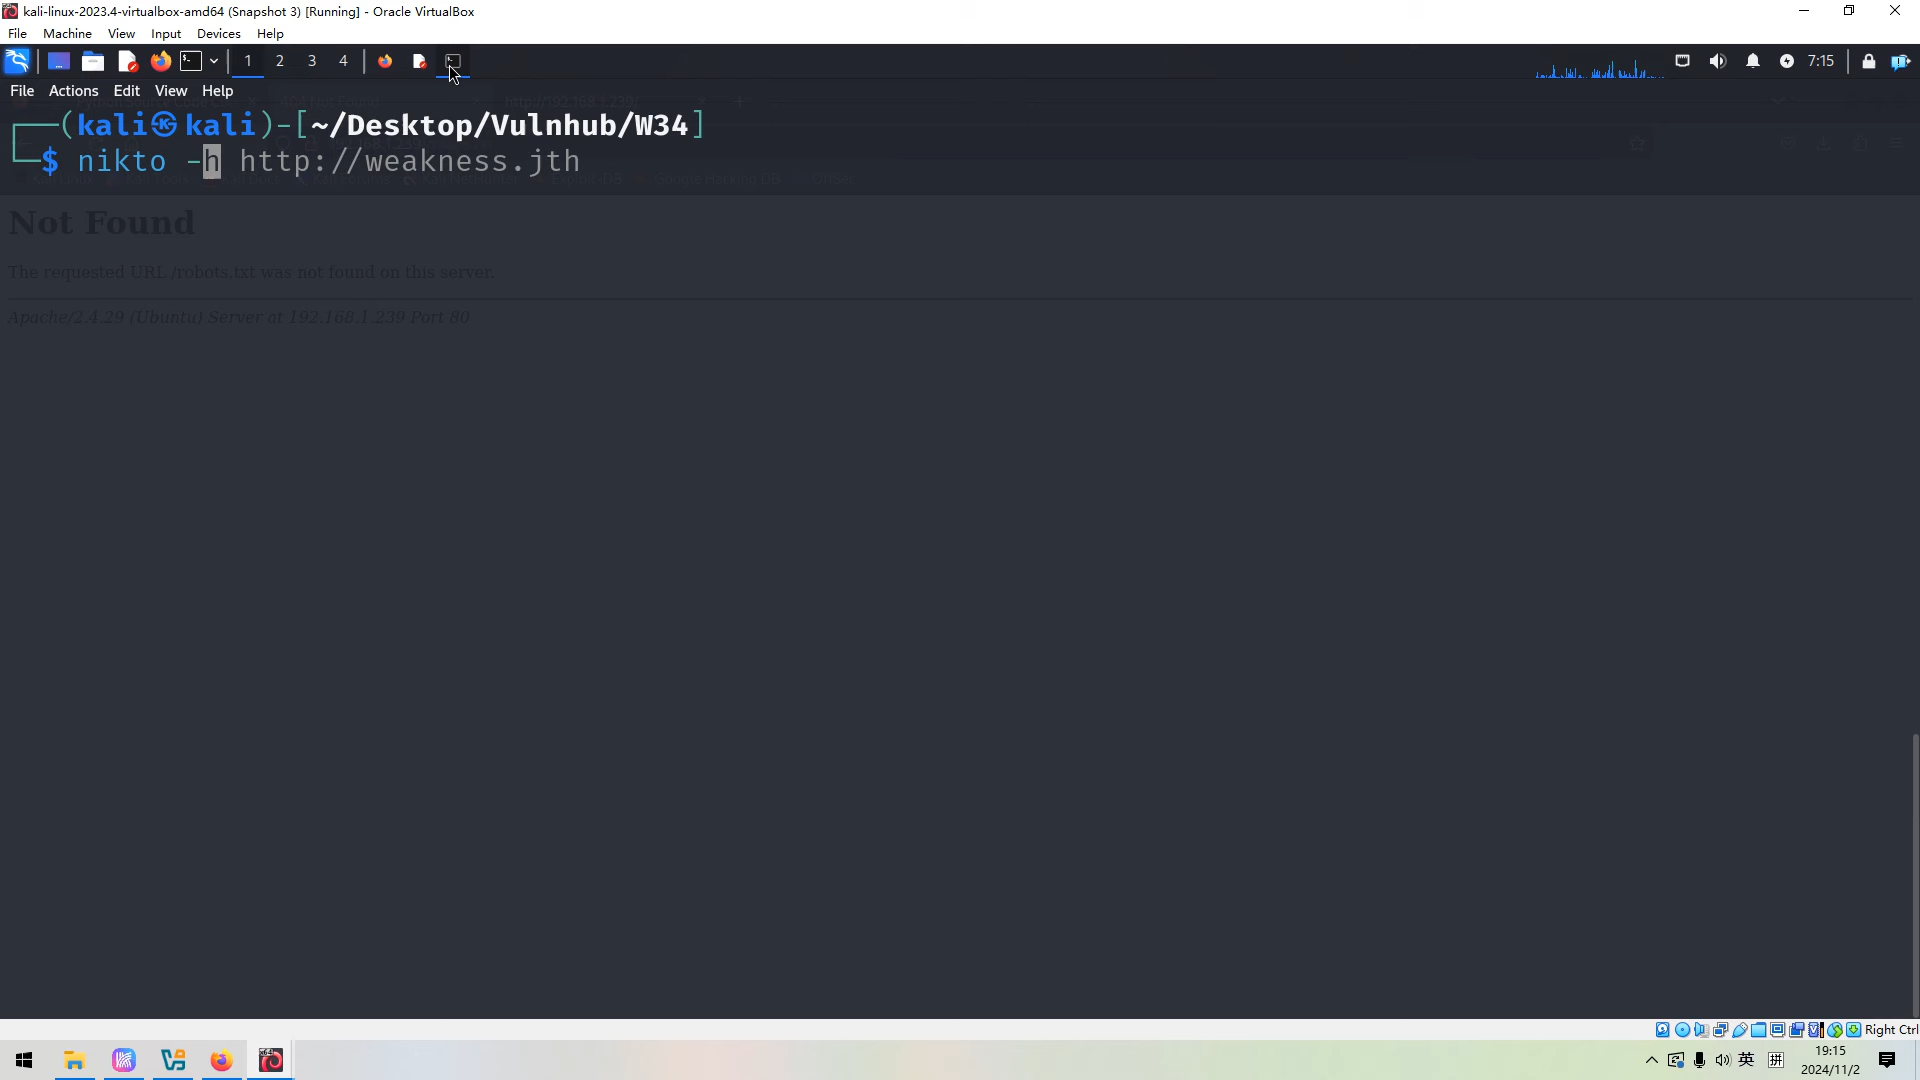 kali-linux-2023.4-virtualbox-amd64 (Snapshot 3) [Running] - Oracle VirtualBox
File Machine View Input Devices Help
1 2 3 4 7:15
File Actions Edit View Help
┌──(kali㉿kali)-[~/Desktop/Vulnhub/W34]
└─$ nikto -h http://weakness.jth
Not Found
The requested URL /robots.txt was not found on this server.
Apache/2.4.29 (Ubuntu) Server at 192.168.1.239 Port 80
Right Ctrl
英 拼 19:15
2024/11/2